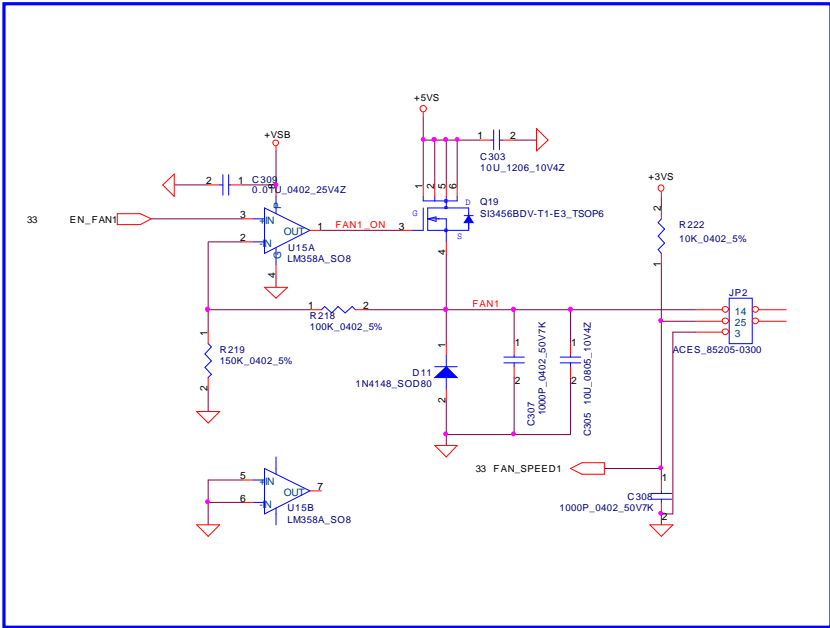 +5VS
+VSB
1
2
C303
10U_1206_10V4Z
2
1
C309
0.01U_0402_25V4Z
+3VS
1
2
5
6
8
P
Q19
SI3456BDV-T1-E3_TSOP6
D
G
S
33
EN_FAN1
3
+IN
OUT
1
FAN1_ON
3
2
-IN
U15A
LM358A_SO8
G
4
4
2
R222
10K_0402_5%
1
JP2
1
2
R218
100K_0402_5%
FAN1
14
25
3
ACES_85205-0300
1
R219
150K_0402_5%
2
1
D11
1N4148_SOD80
2
1
2
C307
1000P_0402_50V7K
1
2
C305
10U_0805_10V4Z
33
FAN_SPEED1
5
+IN
OUT
7
6
-IN
U15B
LM358A_SO8
1
C308
1000P_0402_50V7K
2